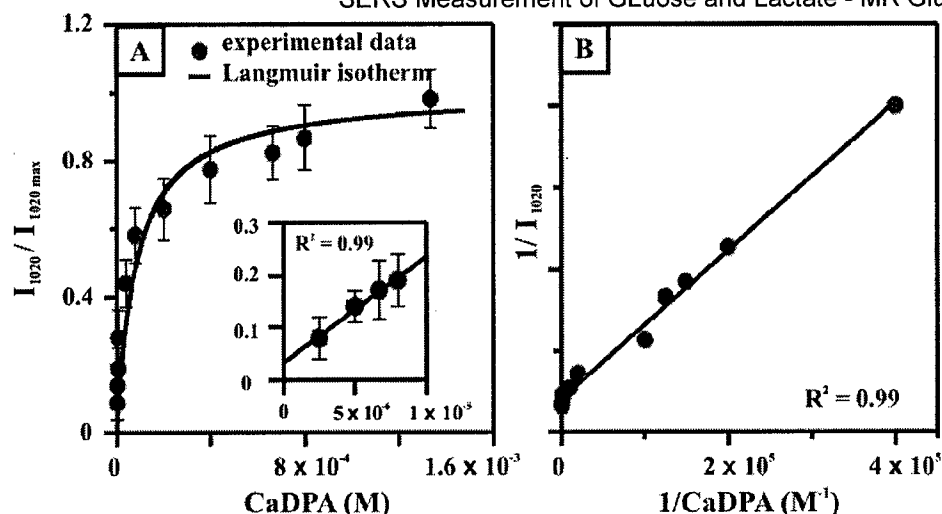 SERS Measurement of GLuose and Lactate - MR Glu
1.2
A
experimental data
Langmuir isotherm
B
0.8
I1020 / I1020 max
0.3
R² = 0.99
0.2
0.4
0.1
0
0 5 x 10⁻⁶ 1 x 10⁻⁵
0
0 8 x 10⁻⁴ 1.6 x 10⁻³
CaDPA (M)
1/ I1020
R² = 0.99
0 2 x 10⁵ 4 x 10⁵
1/CaDPA (M⁻¹)